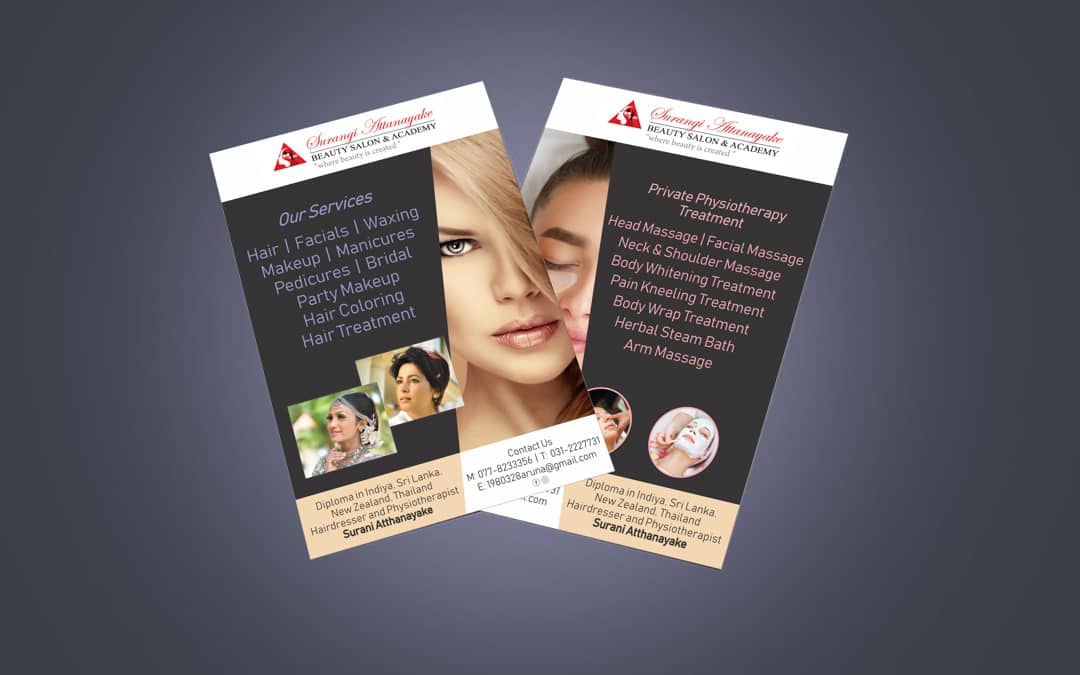 Surangi Attanayake
BEAUTY SALON & ACADEMY
"where beauty is created"
Our Services
Hair | Facials | Waxing
Makeup | Manicures
Pedicures | Bridal
Party Makeup
Hair Coloring
Hair Treatment
Contact Us
M: 077-8233356 | T: 031-2227731
E: 1980328aruna@gmail.com
Diploma in Indiya, Sri Lanka,
New Zealand, Thailand
Hairdresser and Physiotherapist
Surani Atthanayake
Surangi Attanayake
BEAUTY SALON & ACADEMY
"where beauty is created"
Private Physiotherapy
Treatment
Head Massage | Facial Massage
Neck & Shoulder Massage
Body Whitening Treatment
Pain Kneeling Treatment
Body Wrap Treatment
Herbal Steam Bath
Arm Massage
Diploma in Indiya, Sri Lanka,
New Zealand, Thailand
Hairdresser and Physiotherapist
Surani Atthanayake